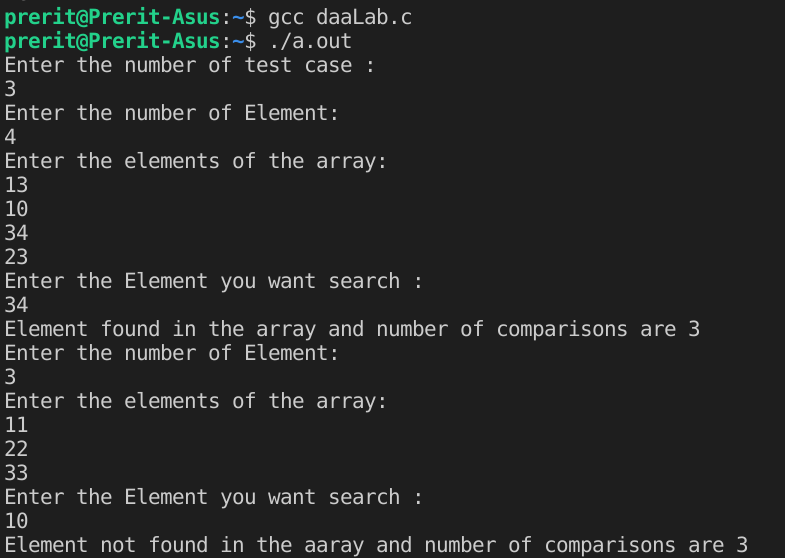 prerit@Prerit-Asus:~$ gcc daaLab.c
prerit@Prerit-Asus:~$ ./a.out
Enter the number of test case :
3
Enter the number of Element:
4
Enter the elements of the array:
13
10
34
23
Enter the Element you want search :
34
Element found in the array and number of comparisons are 3
Enter the number of Element:
3
Enter the elements of the array:
11
22
33
Enter the Element you want search :
10
Element not found in the aaray and number of comparisons are 3